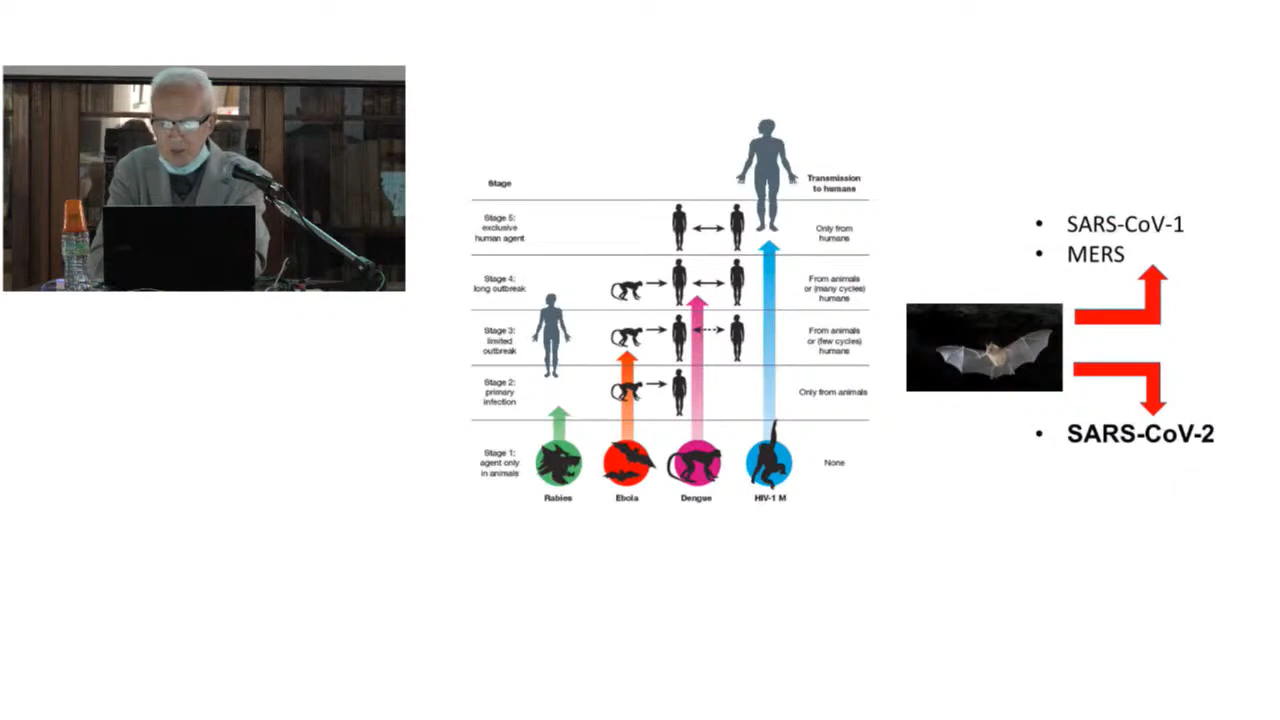 Stage
Transmission
to humans
Stage 5:
exclusive
human agent
Only from
humans
Stage 4:
long outbreak
From animals
or (many cycles)
humans
Stage 3:
limited
outbreak
From animals
or (few cycles)
humans
Stage 2:
primary
infection
Only from animals
Stage 1:
agent only
in animals
None
Rabies
Ebola
Dengue
HIV-1 M
• SARS-CoV-1
• MERS
• SARS-CoV-2